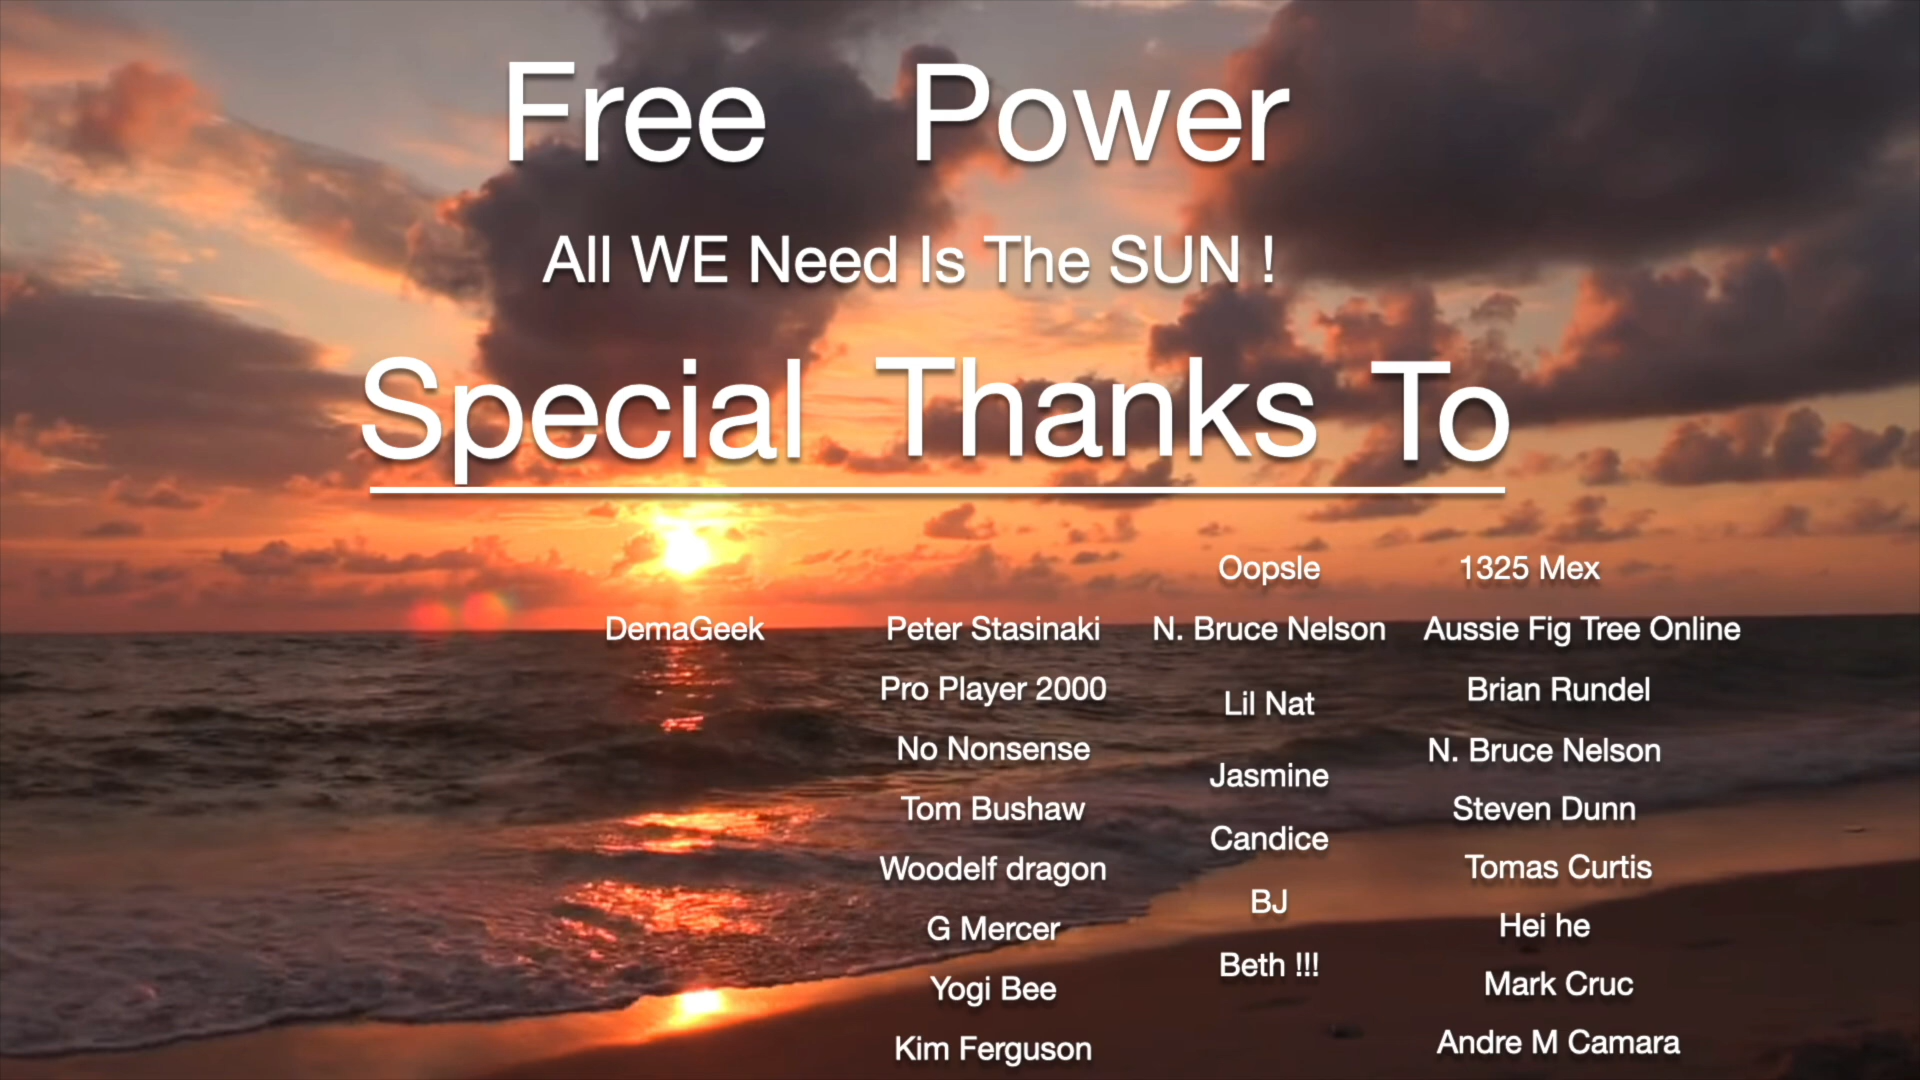 Free Power
All WE Need Is The SUN !
Special Thanks To
DemaGeek
Peter Stasinaki
Pro Player 2000
No Nonsense
Tom Bushaw
Woodelf dragon
G Mercer
Yogi Bee
Kim Ferguson
Oopsle
N. Bruce Nelson
Lil Nat
Jasmine
Candice
BJ
Beth !!!
1325 Mex
Aussie Fig Tree Online
Brian Rundel
N. Bruce Nelson
Steven Dunn
Tomas Curtis
Hei he
Mark Cruc
Andre M Camara